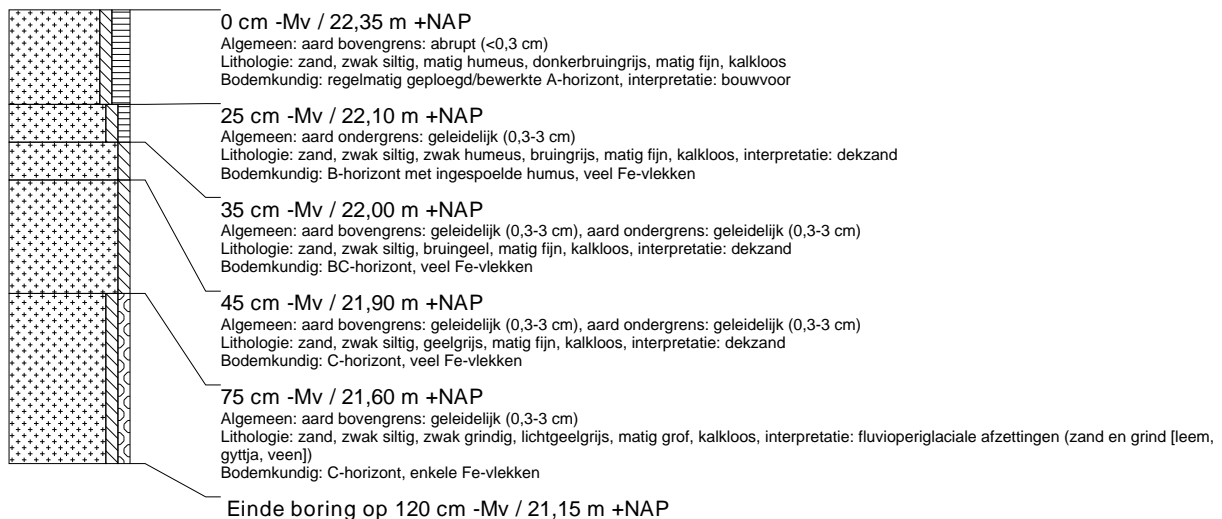 0 cm -Mv / 22,35 m +NAP
Algemeen: aard bovengrens: abrupt (<0,3 cm)
Lithologie: zand, zwak siltig, matig humeus, donkerbruingrijs, matig fijn, kalkloos
Bodemkundig: regelmatig geploegd/bewerkte A-horizont, interpretatie: bouwvoor
25 cm -Mv / 22,10 m +NAP
Algemeen: aard ondergrens: geleidelijk (0,3-3 cm)
Lithologie: zand, zwak siltig, zwak humeus, bruingrijs, matig fijn, kalkloos, interpretatie: dekzand
Bodemkundig: B-horizont met ingespoelde humus, veel Fe-vlekken
35 cm -Mv / 22,00 m +NAP
Algemeen: aard bovengrens: geleidelijk (0,3-3 cm), aard ondergrens: geleidelijk (0,3-3 cm)
Lithologie: zand, zwak siltig, bruingeel, matig fijn, kalkloos, interpretatie: dekzand
Bodemkundig: BC-horizont, veel Fe-vlekken
45 cm -Mv / 21,90 m +NAP
Algemeen: aard bovengrens: geleidelijk (0,3-3 cm), aard ondergrens: geleidelijk (0,3-3 cm)
Lithologie: zand, zwak siltig, geelgrijs, matig fijn, kalkloos, interpretatie: dekzand
Bodemkundig: C-horizont, veel Fe-vlekken
75 cm -Mv / 21,60 m +NAP
Algemeen: aard bovengrens: geleidelijk (0,3-3 cm)
Lithologie: zand, zwak siltig, zwak grindig, lichtgeelgrijs, matig grof, kalkloos, interpretatie: fluvioperiglaciale afzettingen (zand en grind [leem,
gyttja, veen])
Bodemkundig: C-horizont, enkele Fe-vlekken
Einde boring op 120 cm -Mv / 21,15 m +NAP